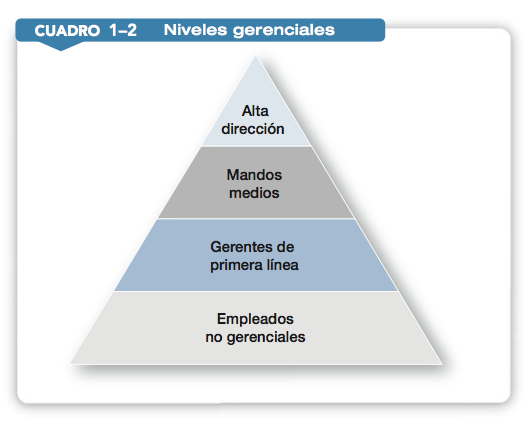 CUADRO 1–2 Niveles gerenciales
Alta
dirección
Mandos
medios
Gerentes de
primera línea
Empleados
no gerenciales